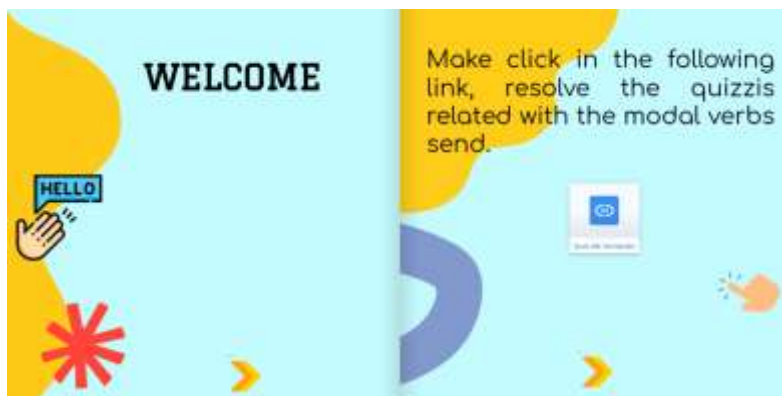 WELCOME
HELLO
Make click in the following
link, resolve the quizzis
related with the modal verbs
send.